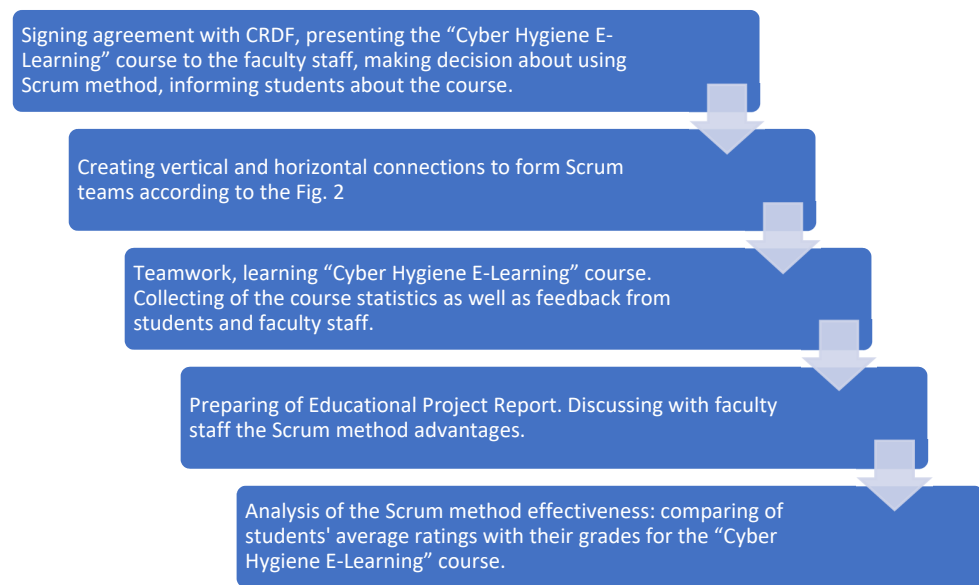 Signing agreement with CRDF, presenting the “Cyber Hygiene E-
Learning” course to the faculty staff, making decision about using
Scrum method, informing students about the course.
Creating vertical and horizontal connections to form Scrum
teams according to the Fig. 2
Teamwork, learning “Cyber Hygiene E-Learning” course.
Collecting of the course statistics as well as feedback from
students and faculty staff.
Preparing of Educational Project Report. Discussing with faculty
staff the Scrum method advantages.
Analysis of the Scrum method effectiveness: comparing of
students' average ratings with their grades for the “Cyber
Hygiene E-Learning” course.